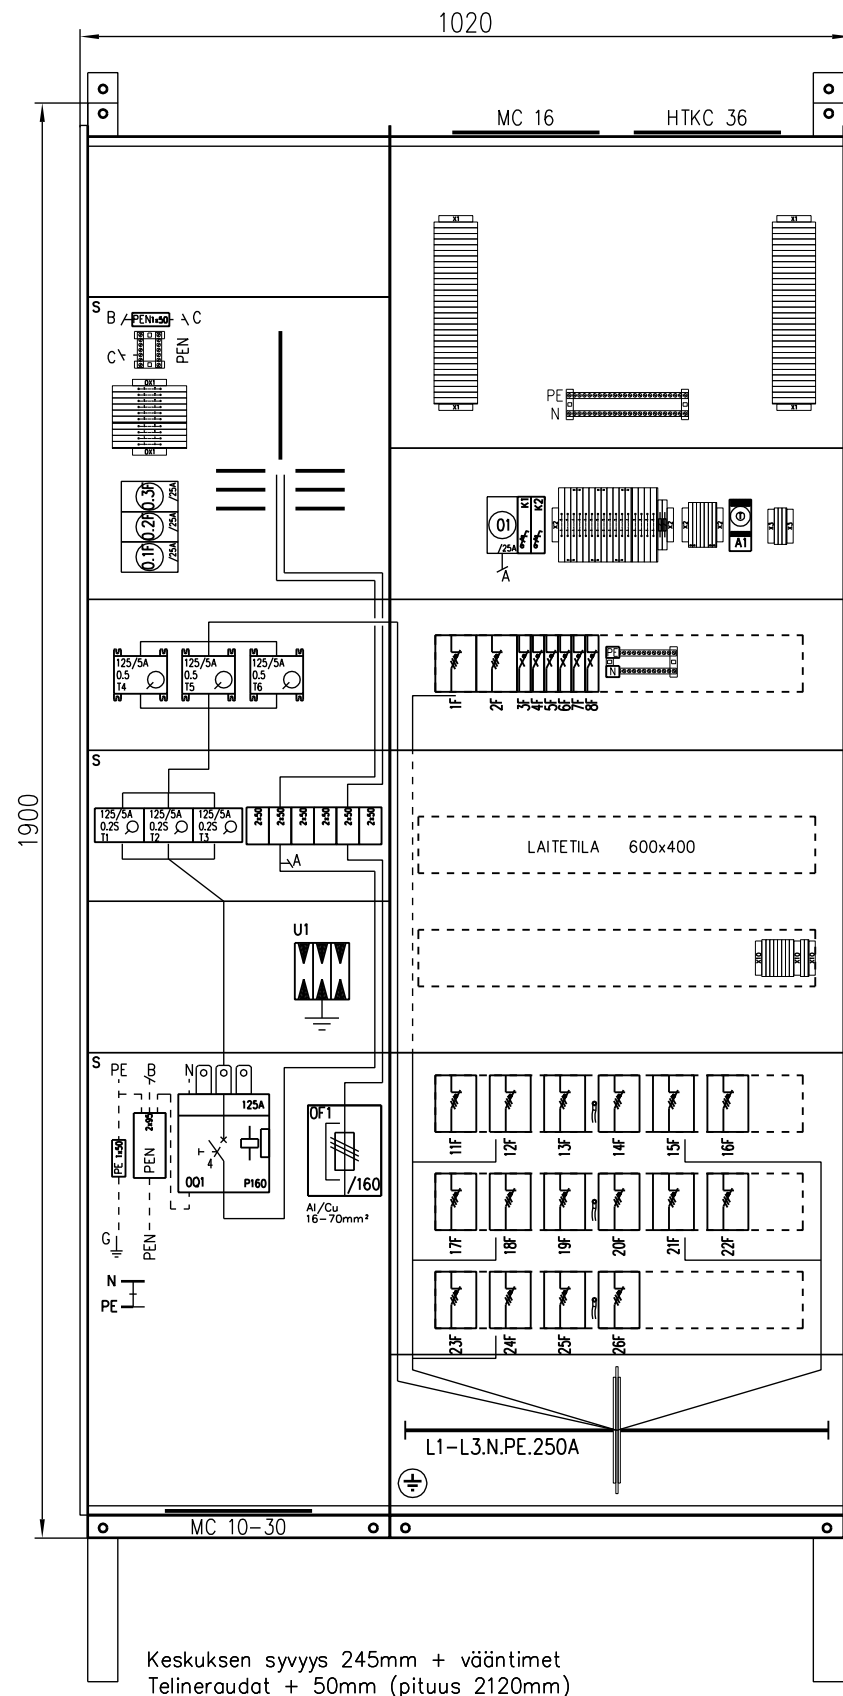 1020
MC 16 HTKC 36
X1 X1
S
B PEN1x50 C
C PEN
0X1
PE
N
X1 X1
0X1
0.3F /25A
0.2F /25A
0.1F /25A
01 /25A K1 K2
A
X2 X2 X2 X2 A1 X3 X3
125/5A 125/5A 125/5A
0.5 0.5 0.5
T4 T5 T6
N
1F 2F 3F 4F 5F 6F 7F 8F
S
1900
125/5A 125/5A 125/5A
0.2S 0.2S 0.2S
T1 T2 T3
2x50 2x50 2x50 2x50 2x50 2x50
A
LAITETILA 600x400
U1
X10 X10 X10
S
PE B N
125A
0F1
2x95
PE 1x50 PEN
4
0Q1 P160
/160
Al/Cu
16-70mm²
G
PEN
N
PE
11F 12F 13F 14F 15F 16F
17F 18F 19F 20F 21F 22F
23F 24F 25F 26F
L1-L3.N.PE.250A
MC 10-30
Keskuksen syvyys 245mm + vääntimet
Telineraudat + 50mm (pituus 2120mm)